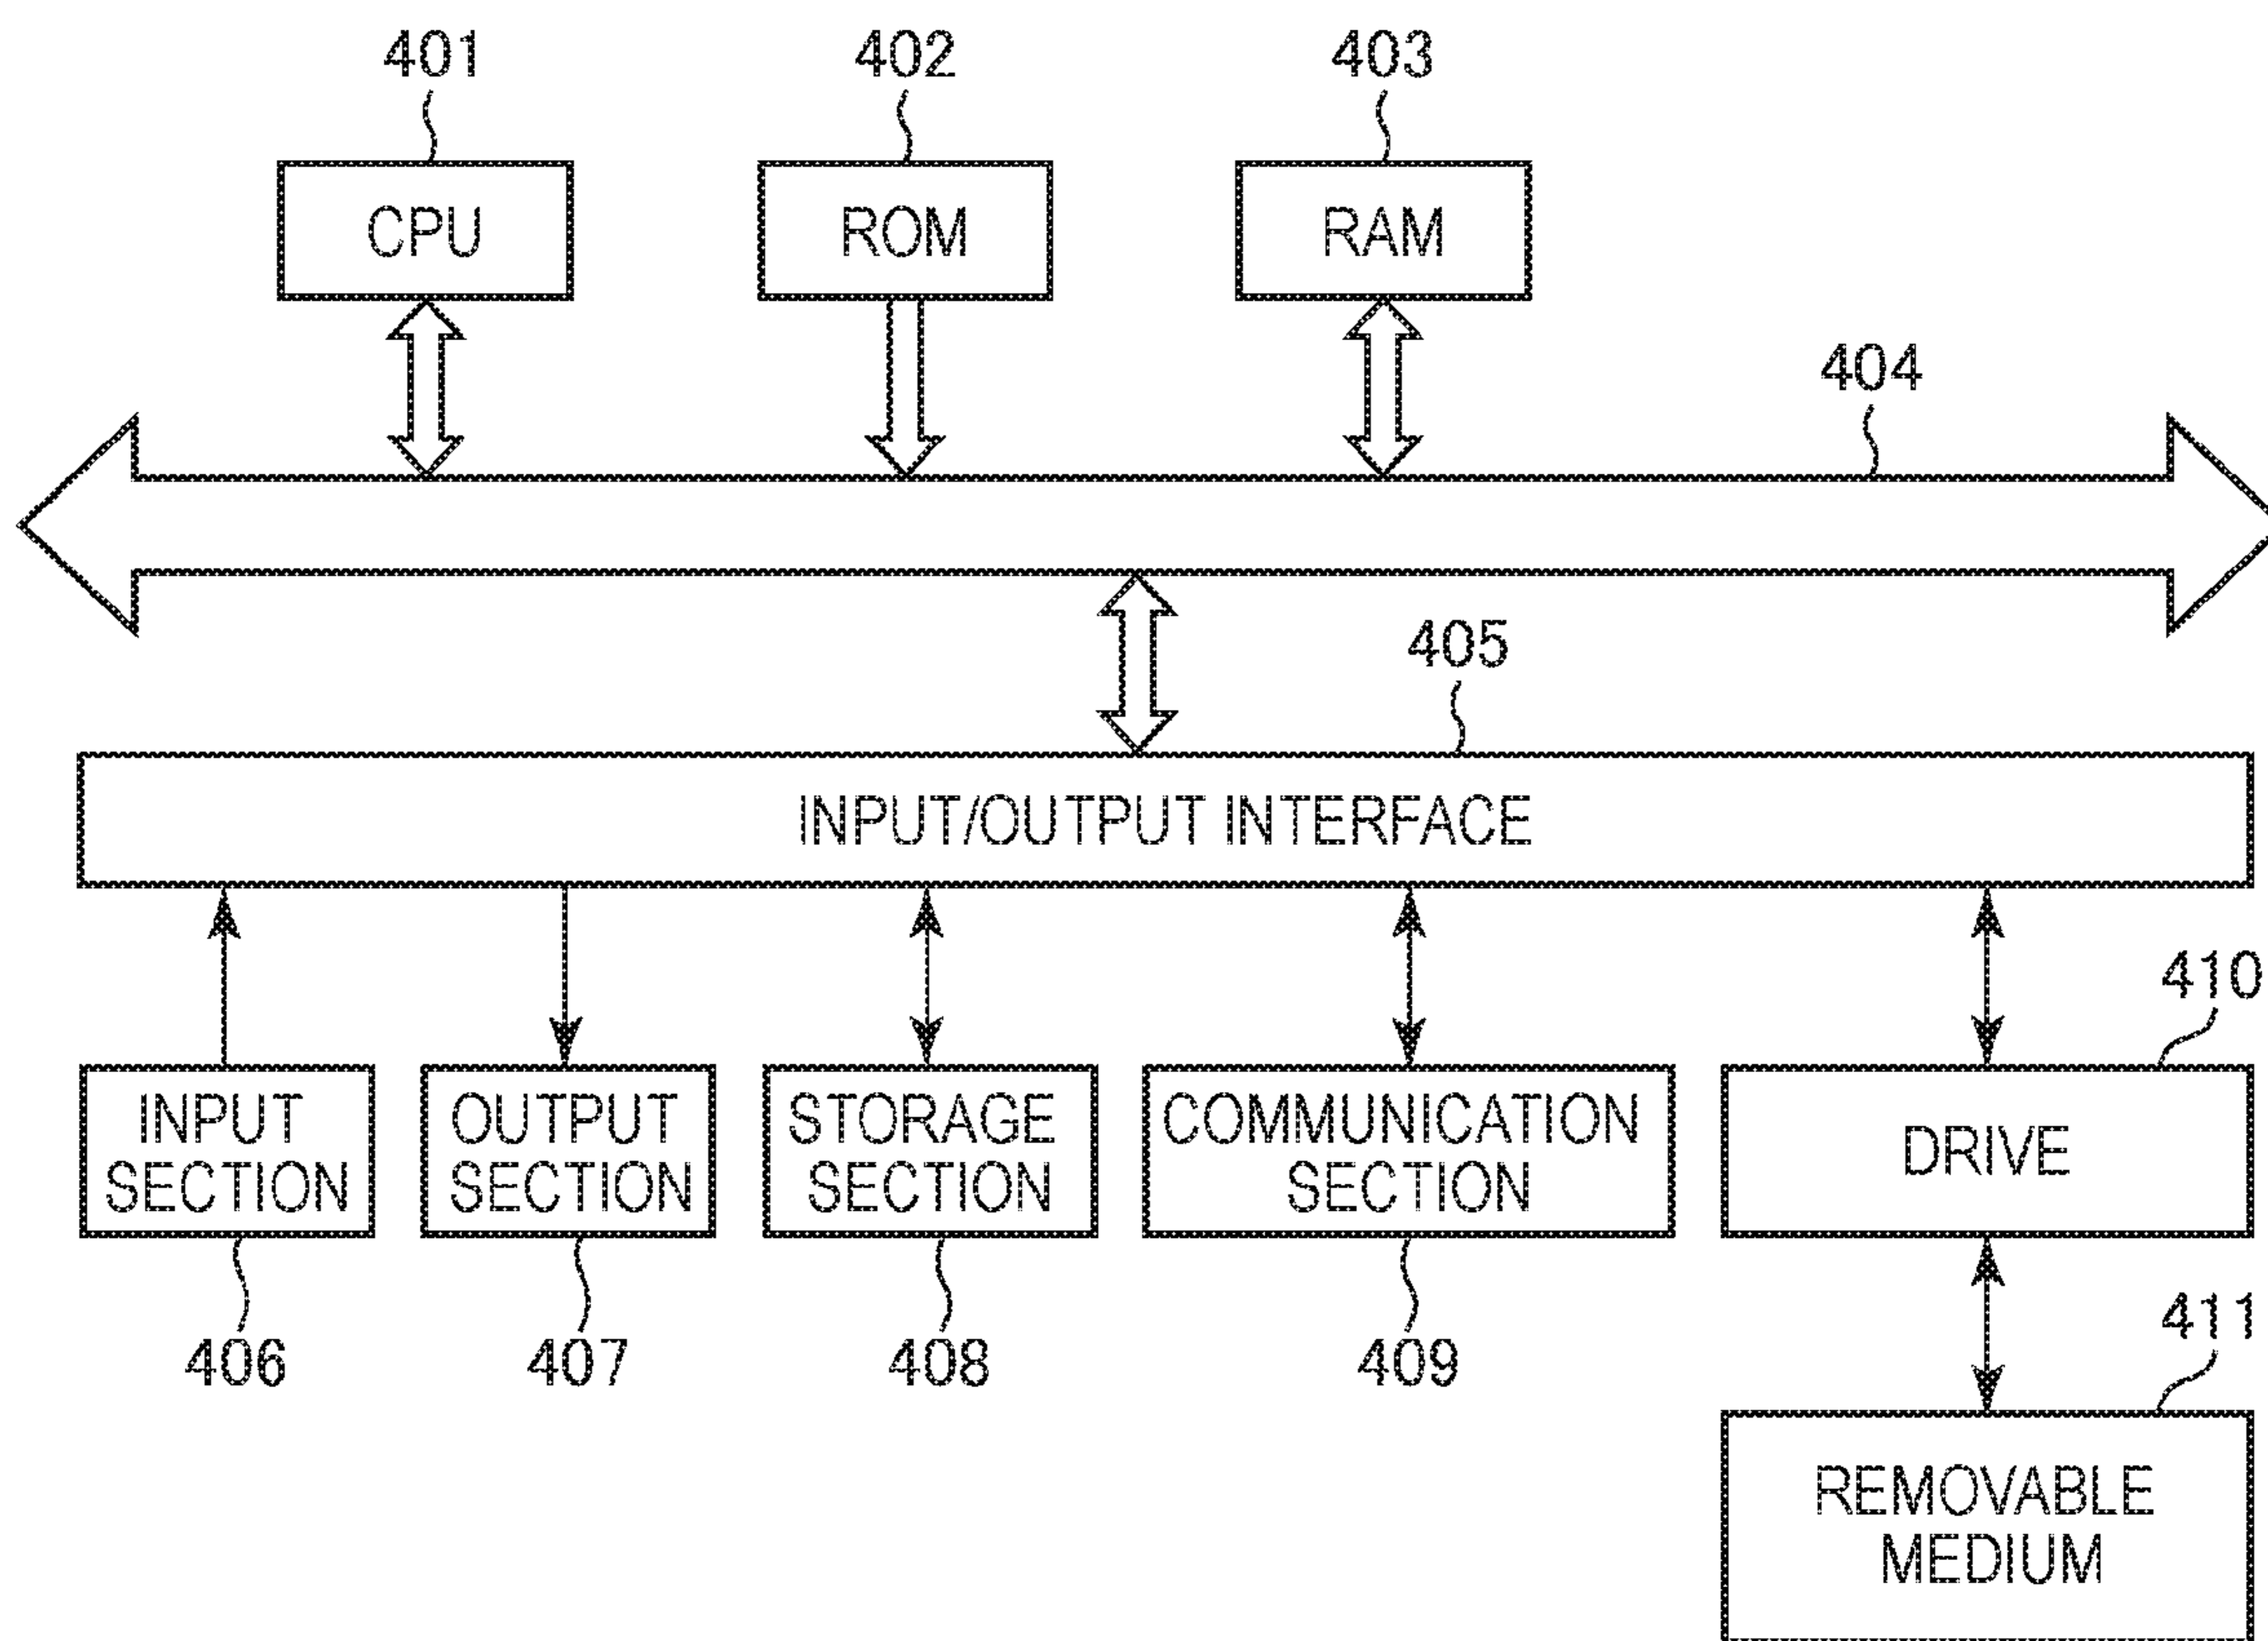 401
402
403
CPU
ROM
RAM
404
405
INPUT/OUTPUT INTERFACE
410
INPUT
SECTION
OUTPUT
SECTION
STORAGE
SECTION
COMMUNICATION
SECTION
DRIVE
406
407
408
409
411
REMOVABLE
MEDIUM